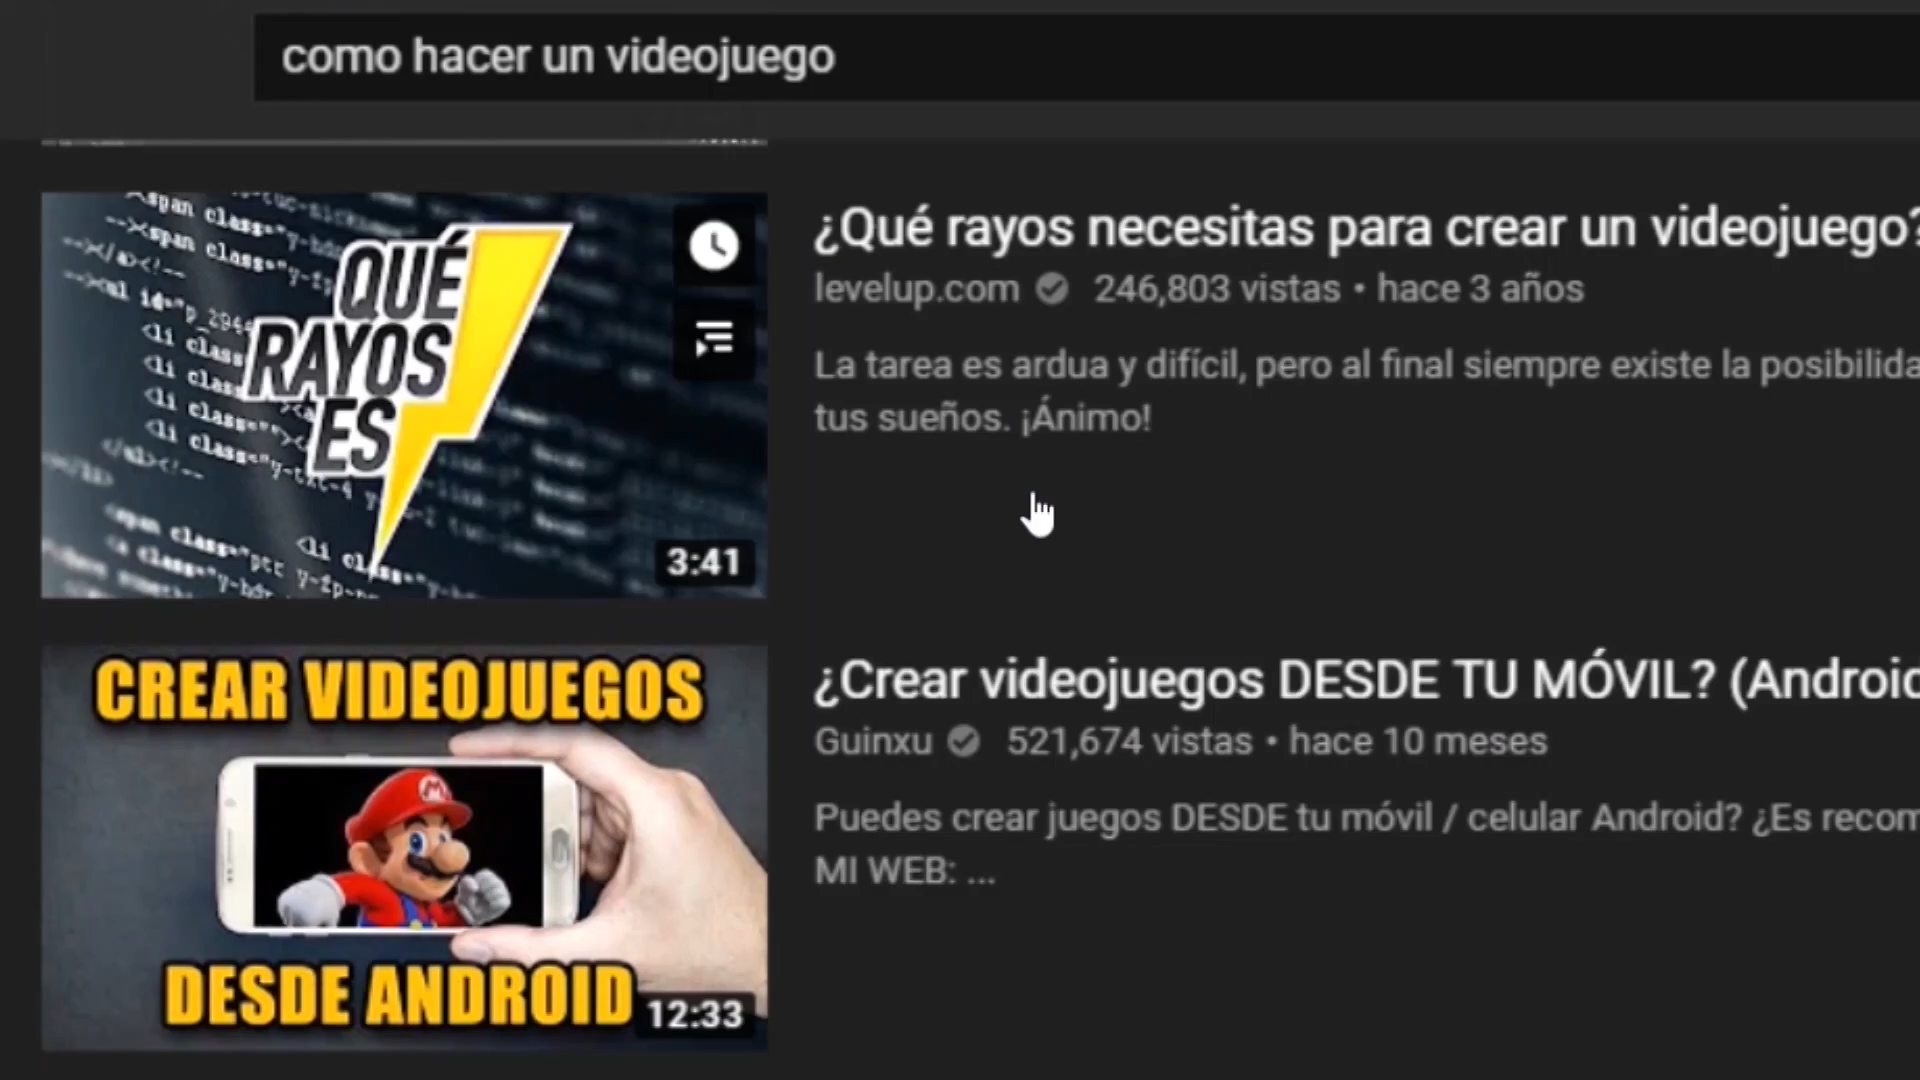 como hacer un videojuego
¿Qué rayos necesitas para crear un videojuego?
levelup.com 246,803 vistas • hace 3 años
La tarea es ardua y difícil, pero al final siempre existe la
tus sueños. ¡Ánimo!
QUÉ
RAYOS
ES
3:41
¿Crear videojuegos DESDE TU MÓVIL? (Android
Guinxu 521,674 vistas • hace 10 meses
Puedes crear juegos DESDE tu móvil / celular Android? ¿Es
MI WEB: ...
CREAR VIDEOJUEGOS
DESDE ANDROID
12:33